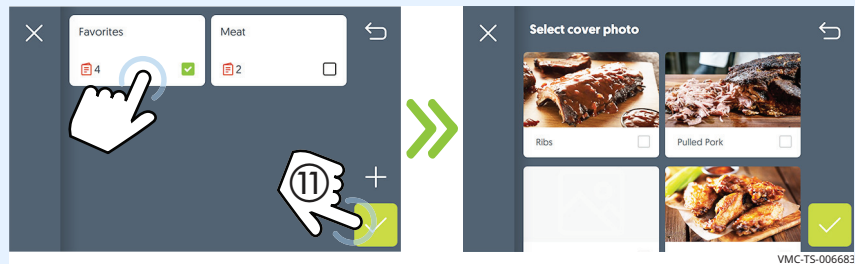 Favorites
4
Meat
2
11
Select cover photo
Ribs
Pulled Pork
VMC-TS-006683